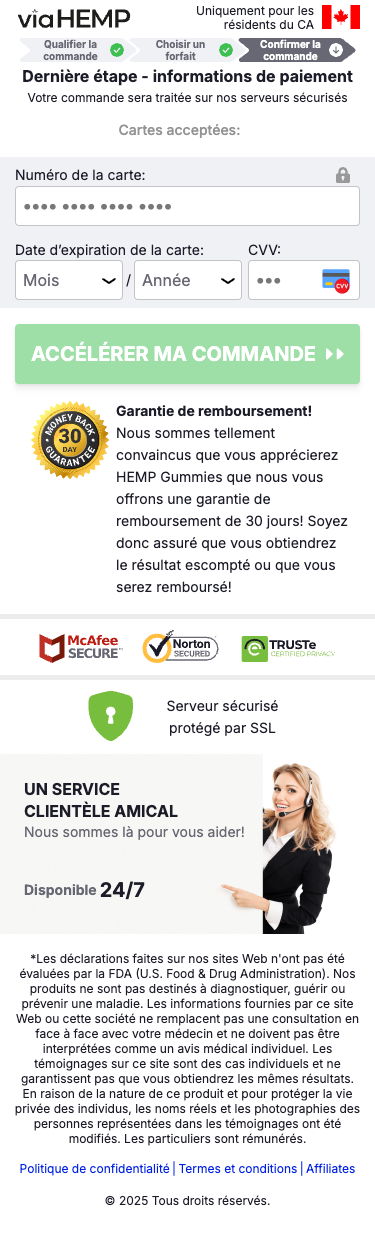 viaHEMP
Uniquement pour les
résidents du CA
Qualifier la
commande
Choisir un
forfait
Confirmer la
commande
Dernière étape - informations de paiement
Votre commande sera traitée sur nos serveurs sécurisés
Cartes acceptées:
Numéro de la carte:
•••• •••• •••• ••••
Date d'expiration de la carte:
CVV:
Mois
/
Année
•••
CVV
ACCÉLÉRER MA COMMANDE
MONEY BACK
30
DAY
GUARANTEE
Garantie de remboursement!
Nous sommes tellement
convaincus que vous apprécierez
HEMP Gummies que nous vous
offrons une garantie de
remboursement de 30 jours! Soyez
donc assuré que vous obtiendrez
le résultat escompté ou que vous
serez remboursé!
McAfee
SECURE™
Norton
SECURED
TRUSTe
CERTIFIED PRIVACY
Serveur sécurisé
protégé par SSL
UN SERVICE
CLIENTÈLE AMICAL
Nous sommes là pour vous aider!
Disponible 24/7
*Les déclarations faites sur nos sites Web n'ont pas été
évaluées par la FDA (U.S. Food & Drug Administration). Nos
produits ne sont pas destinés à diagnostiquer, guérir ou
prévenir une maladie. Les informations fournies par ce site
Web ou cette société ne remplacent pas une consultation en
face à face avec votre médecin et ne doivent pas être
interprétées comme un avis médical individuel. Les
témoignages sur ce site sont des cas individuels et ne
garantissent pas que vous obtiendrez les mêmes résultats.
En raison de la nature de ce produit et pour protéger la vie
privée des individus, les noms réels et les photographies des
personnes représentées dans les témoignages ont été
modifiés. Les particuliers sont rémunérés.
Politique de confidentialité | Termes et conditions | Affiliates
© 2025 Tous droits réservés.